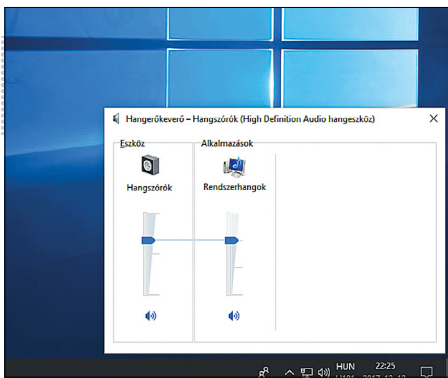 Hangerőkeverő – Hangszórók (High Definition Audio hangeszköz)
Eszköz
Alkalmazások
Hangszórók
Rendszerhangok
HUN
22:25